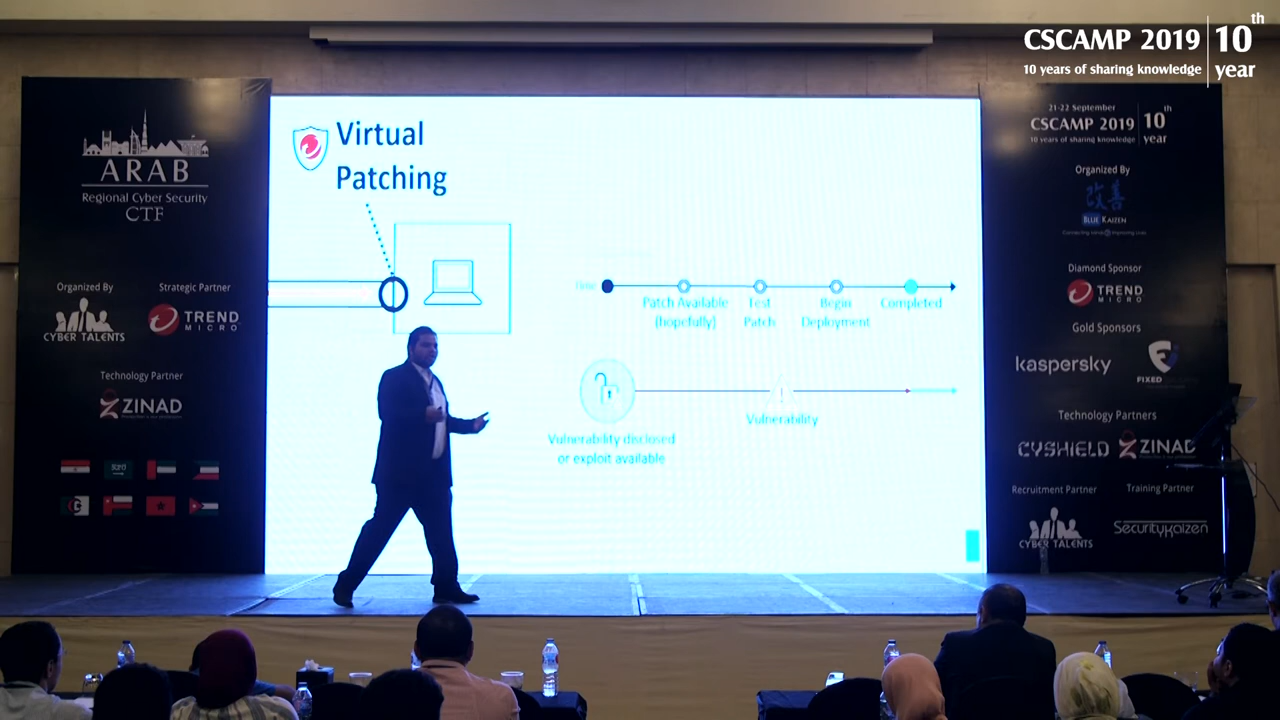 CSCAMP 2019
10 years of sharing knowledge
10th
year
ARAB
Regional Cyber Security
CTF
Organized By
CYBER TALENTS
Strategic Partner
TREND
MICRO
Technology Partner
ZINAD
Virtual
Patching
Patch Available
(hopefully)
Test
Patch
Begin
Deployment
Completed
Vulnerability
Vulnerability disclosed
or exploit available
21-22 September
CSCAMP 2019
10 years of sharing knowledge
10th
year
Organized By
改善
BLUE KAIZEN
Diamond Sponsor
TREND
MICRO
Gold Sponsors
kaspersky
FIXED
Technology Partners
CYSHIELD
ZINAD
Recruitment Partner
CYBER TALENTS
Training Partner
Securitykaizen